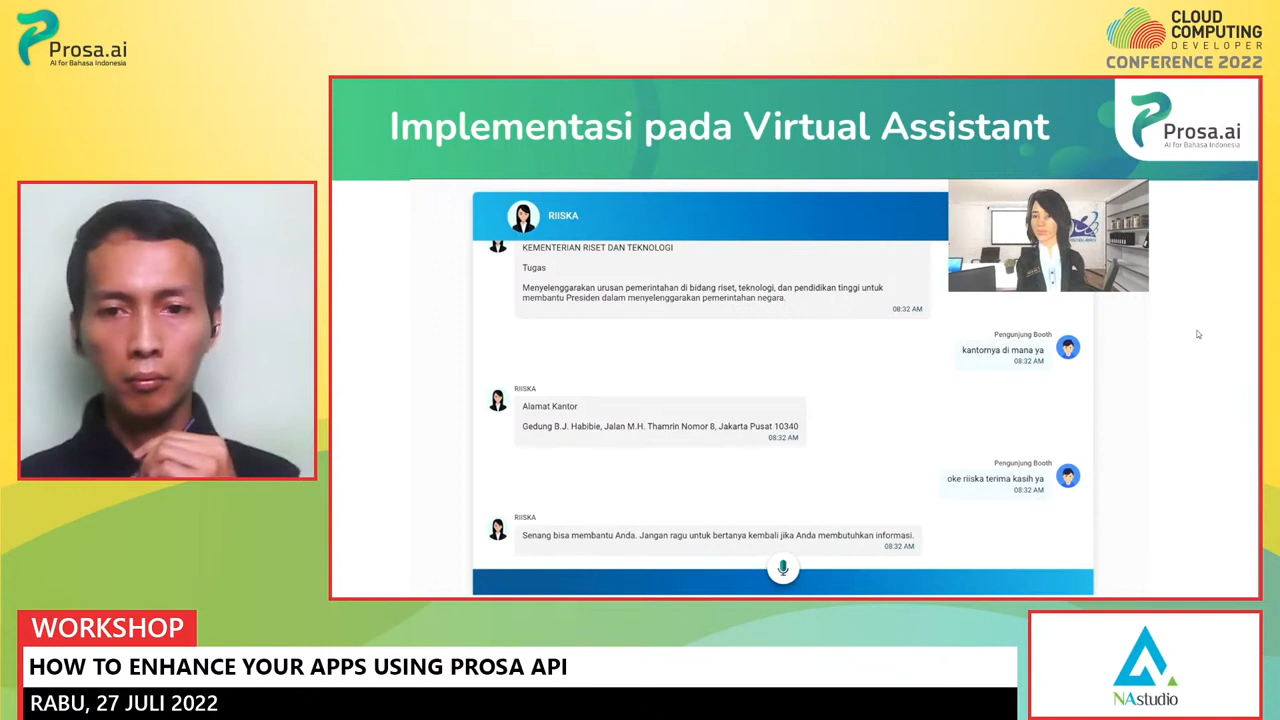 Prosa.ai
AI for Bahasa Indonesia
CLOUD
COMPUTING
DEVELOPER
CONFERENCE 2022
Implementasi pada Virtual Assistant
Prosa.ai
AI for Bahasa Indonesia
RIISKA
KEMENTERIAN RISET DAN TEKNOLOGI
Tugas
Menyelenggarakan urusan pemerintahan di bidang riset, teknologi, dan pendidikan tinggi untuk
membantu Presiden dalam menyelenggarakan pemerintahan negara.
08:32 AM
Pengunjung Booth
kantornya di mana ya
08:32 AM
RIISKA
Alamat Kantor
Gedung B.J. Habibie, Jalan M.H. Thamrin Nomor 8, Jakarta Pusat 10340
08:32 AM
Pengunjung Booth
oke riiska terima kasih ya
08:32 AM
RIISKA
Senang bisa membantu Anda. Jangan ragu untuk bertanya kembali jika Anda membutuhkan informasi.
08:32 AM
WORKSHOP
HOW TO ENHANCE YOUR APPS USING PROSA API
RABU, 27 JULI 2022
NAstudio